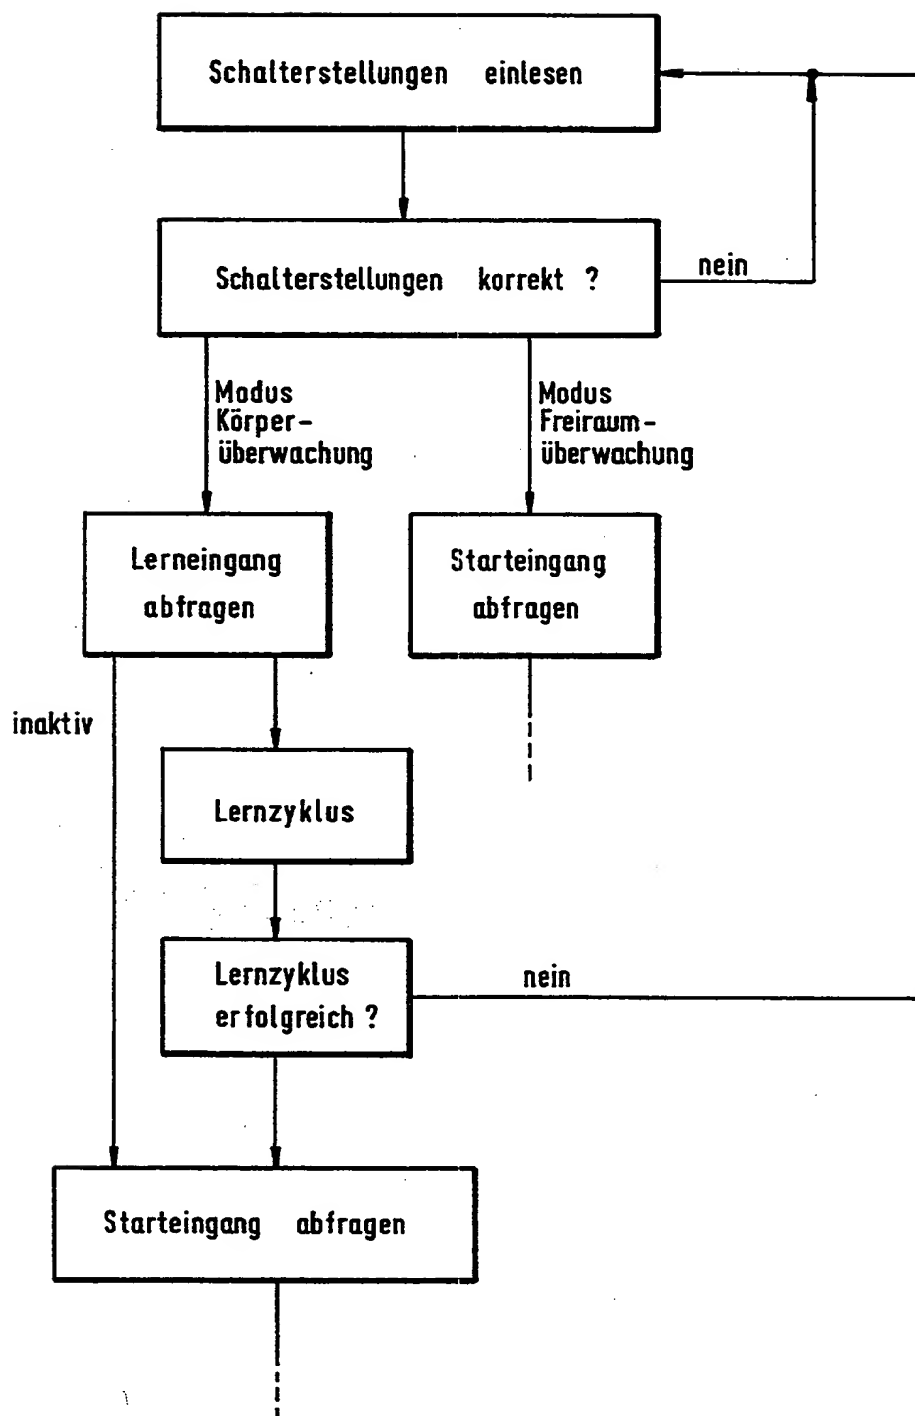 Schalterstellungen einlesen
Schalterstellungen korrekt ?
nein
Modus
Körper-
überwachung
Modus
Freiraum-
überwachung
Lerneingang
abfragen
Starteingang
abfragen
inaktiv
Lernzyklus
Lernzyklus
erfolgreich ?
nein
Starteingang abfragen